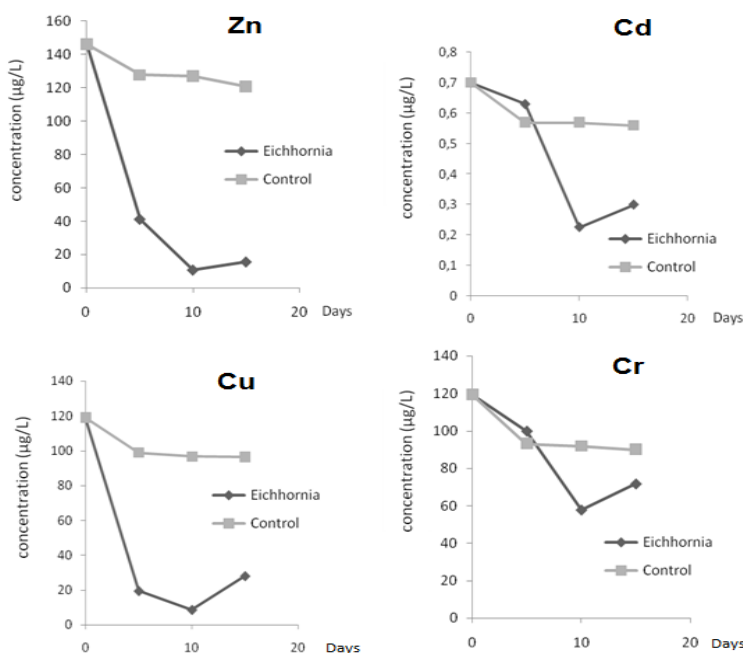 Zn
concentration (µg/L)
160
140
120
100
80
60
40
20
0
0
10
20
Days
Eichhornia
Control
Cd
concentration (µg/L)
0,8
0,7
0,6
0,5
0,4
0,3
0,2
0,1
0
0
10
20
Days
Eichhornia
Control
Cu
concentration (µg/L)
140
120
100
80
60
40
20
0
0
10
20
Days
Eichhornia
Control
Cr
concentration (µg/L)
140
120
100
80
60
40
20
0
0
10
20
Days
Eichhornia
Control